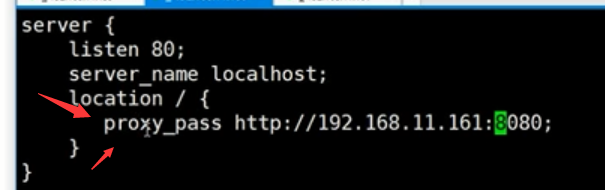 server {
    listen 80;
    server_name localhost;
    location / {
        proxy_pass http://192.168.11.161:8080;
    }
}